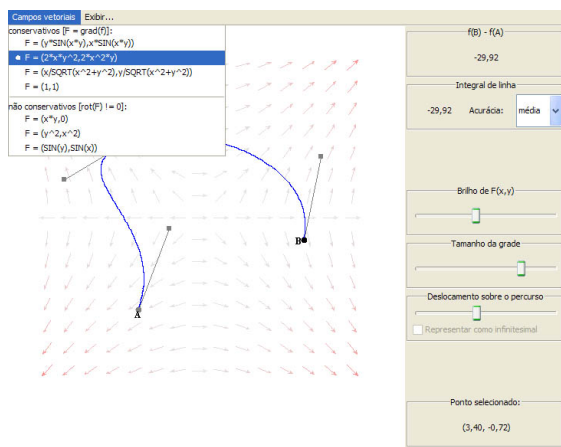 Campos vetoriais Exibir...
conservativos [F = grad(f)]:
F = (y*SIN(x*y),x*SIN(x*y))
F = (2*x*y^2,2*x^2*y)
F = (x/SQRT(x^2+y^2),y/SQRT(x^2+y^2))
F = (1,1)
não conservativos [rot(F) != 0]:
F = (x*y,0)
F = (y^2,x^2)
F = (SIN(y),SIN(x))
B
A
f(B) - f(A)
-29,92
Integral de linha
-29,92 Acurácia: média
Brilho de F(x,y)
Tamanho da grade
Deslocamento sobre o percurso
Representar como infinitesimal
Ponto selecionado:
(3,40, -0,72)